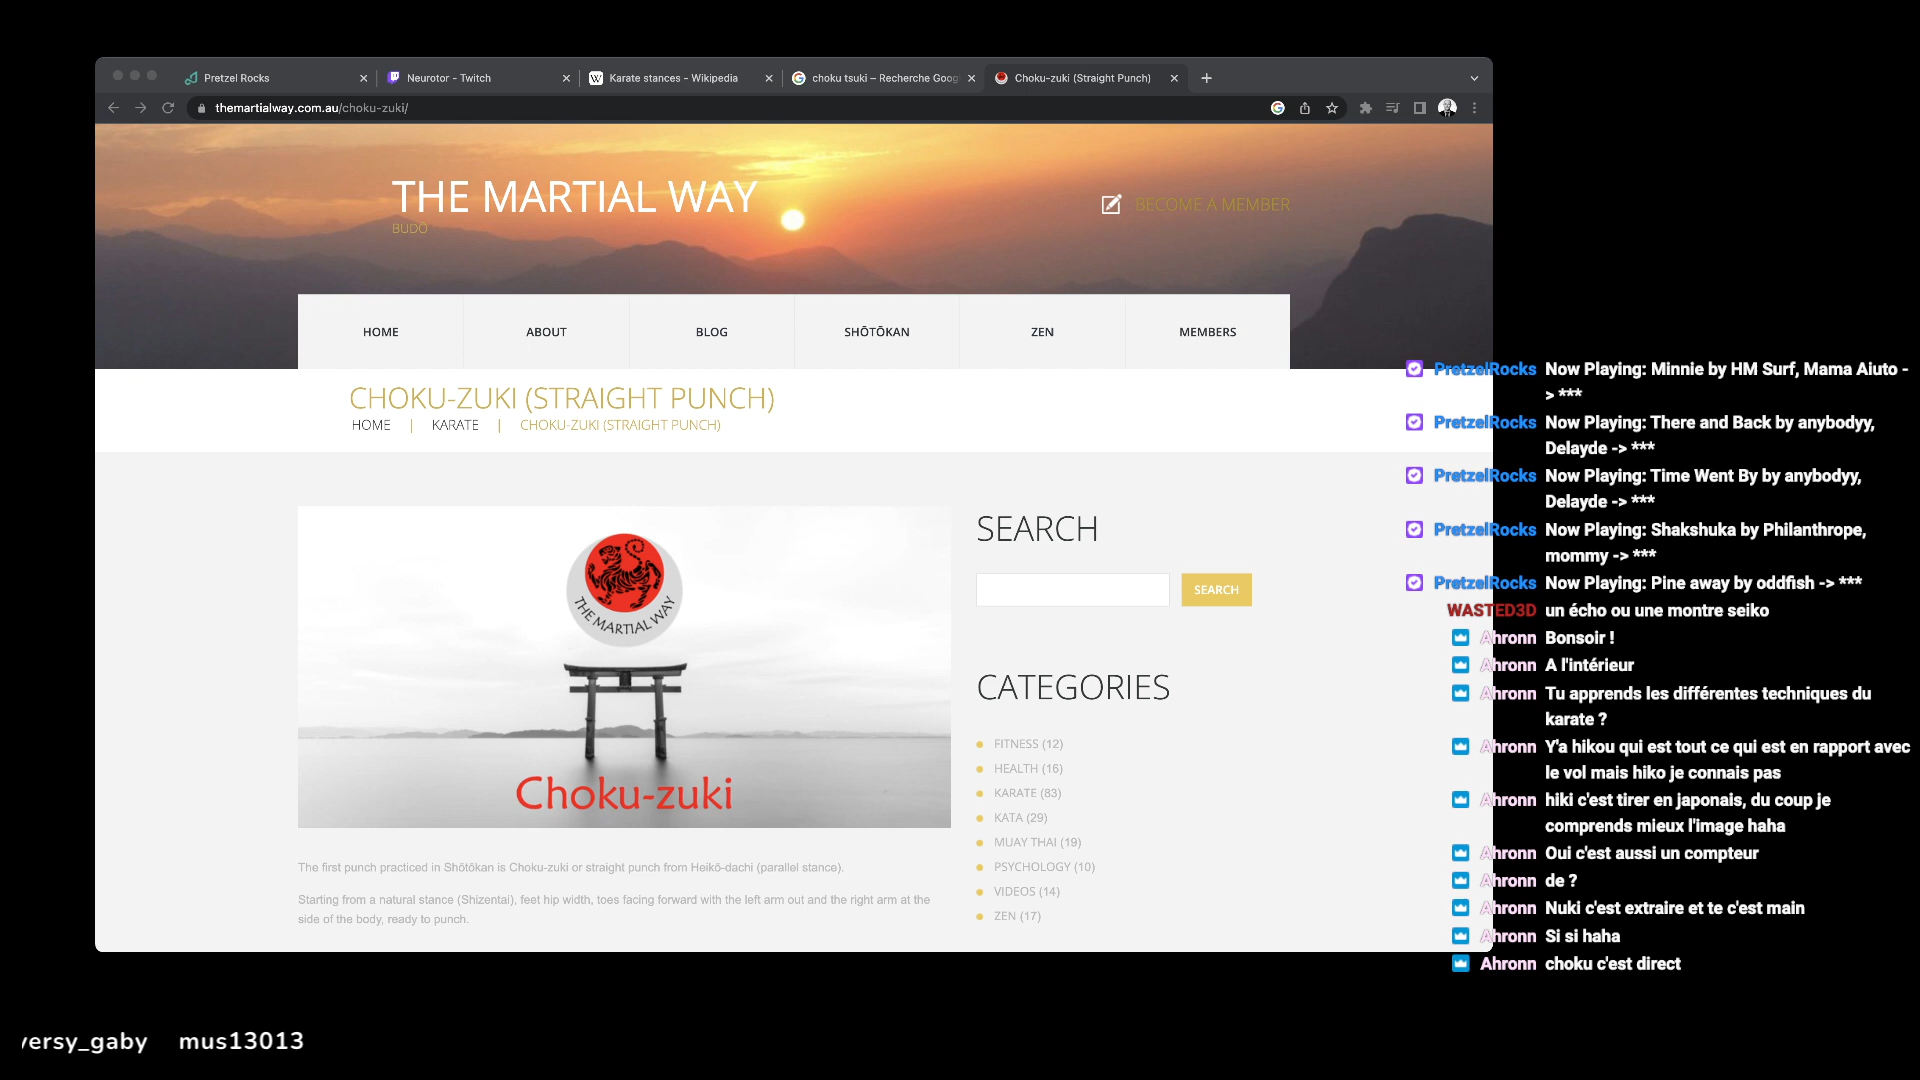 Pretzel Rocks
Neurotor - Twitch
Karate stances - Wikipedia
choku tsuki – Recherche Goog
Choku-zuki (Straight Punch)
themartialway.com.au/choku-zuki/
THE MARTIAL WAY
BUDŌ
BECOME A MEMBER
HOME
ABOUT
BLOG
SHŌTŌKAN
ZEN
MEMBERS
CHOKU-ZUKI (STRAIGHT PUNCH)
HOME | KARATE | CHOKU-ZUKI (STRAIGHT PUNCH)
THE MARTIAL WAY
Choku-zuki
The first punch practiced in Shōtōkan is Choku-zuki or straight punch from Heikō-dachi (parallel stance).
Starting from a natural stance (Shizentai), feet hip width, toes facing forward with the left arm out and the right arm at the
side of the body, ready to punch.
SEARCH
SEARCH
CATEGORIES
FITNESS (12)
HEALTH (16)
KARATE (83)
KATA (29)
MUAY THAI (19)
PSYCHOLOGY (10)
VIDEOS (14)
ZEN (17)
PretzelRocks Now Playing: Minnie by HM Surf, Mama Aiuto -
> ***
PretzelRocks Now Playing: There and Back by anybodyy,
Delayde -> ***
PretzelRocks Now Playing: Time Went By by anybodyy,
Delayde -> ***
PretzelRocks Now Playing: Shakshuka by Philanthrope,
mommy -> ***
PretzelRocks Now Playing: Pine away by oddfish -> ***
WASTED3D un écho ou une montre seiko
Ahronn Bonsoir !
Ahronn A l'intérieur
Ahronn Tu apprends les différentes techniques du
karate ?
Ahronn Y'a hikou qui est tout ce qui est en rapport avec
le vol mais hiko je connais pas
Ahronn hiki c'est tirer en japonais, du coup je
comprends mieux l'image haha
Ahronn Oui c'est aussi un compteur
Ahronn de ?
Ahronn Nuki c'est extraire et te c'est main
Ahronn Si si haha
Ahronn choku c'est direct
versy_gaby mus13013